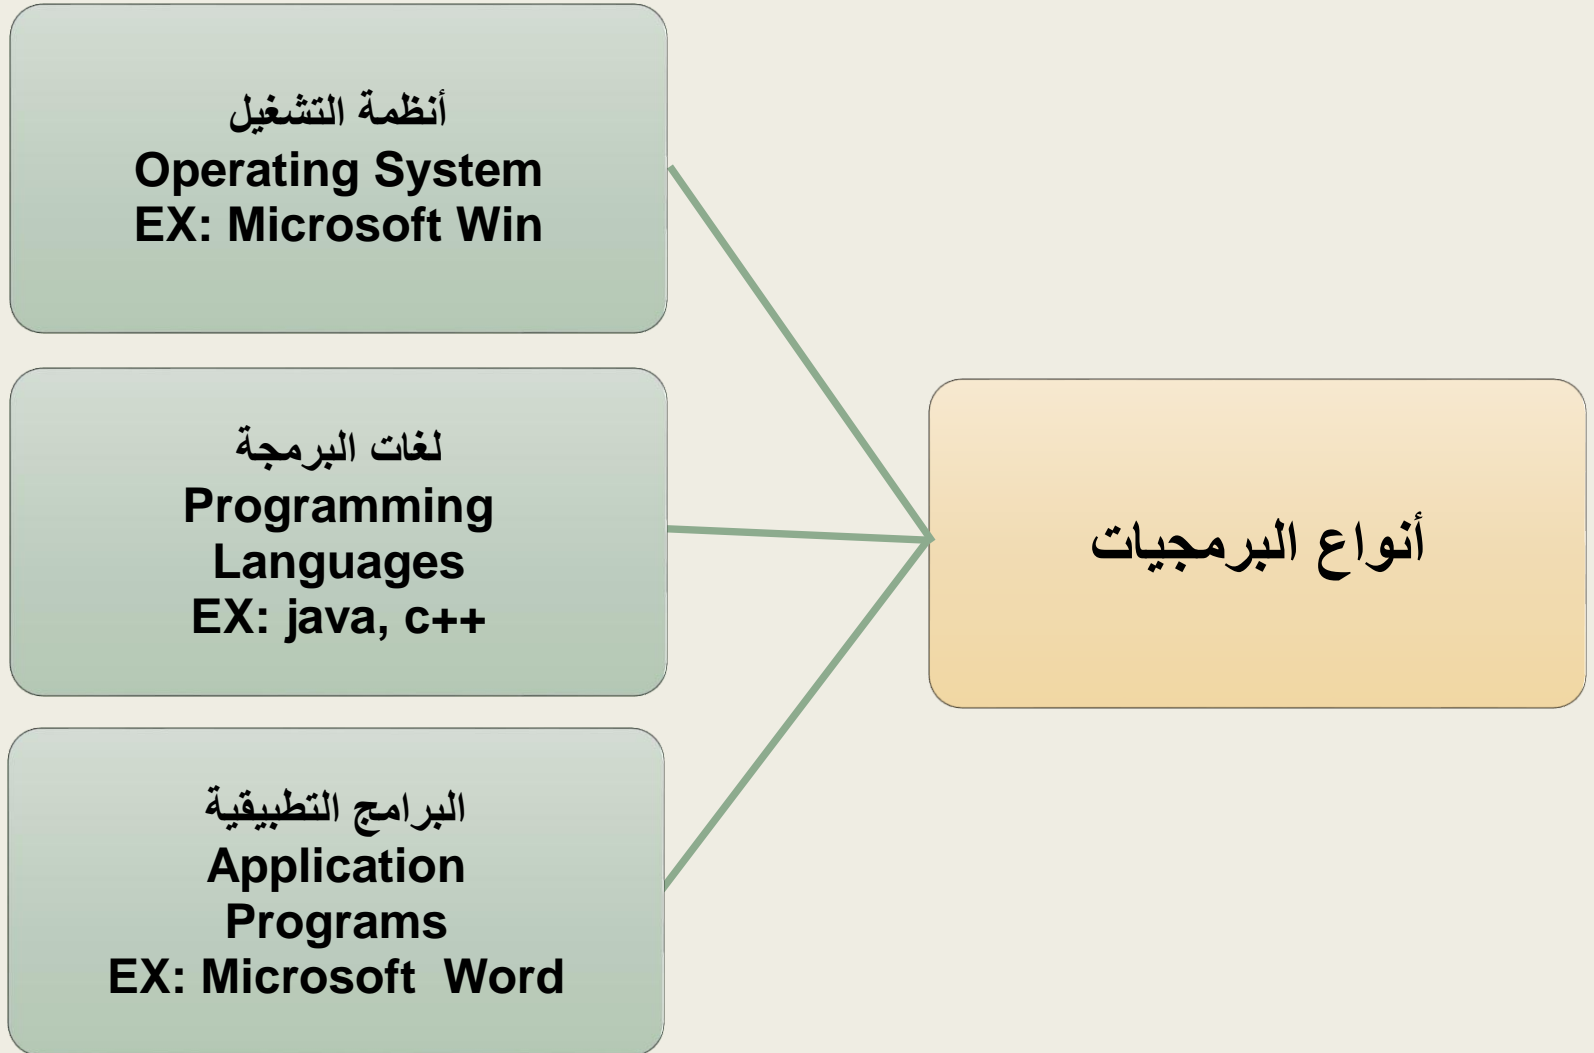 أنواع البرمجيات
أنظمة التشغيل
Operating System
EX: Microsoft Win
لغات البرمجة
Programming
Languages
EX: java, c++
البرامج التطبيقية
Application
Programs
EX: Microsoft  Word